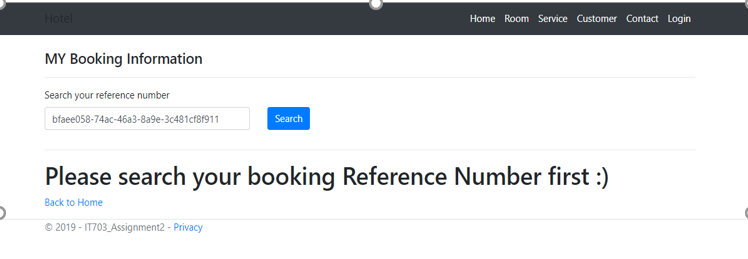 Hotel Home Room Service Customer Contact Login
MY Booking Information
Search your reference number
bfaee058-74ac-46a3-8a9e-3c481cf8f911 Search
Please search your booking Reference Number first :)
Back to Home
© 2019 - IT703_Assignment2 - Privacy